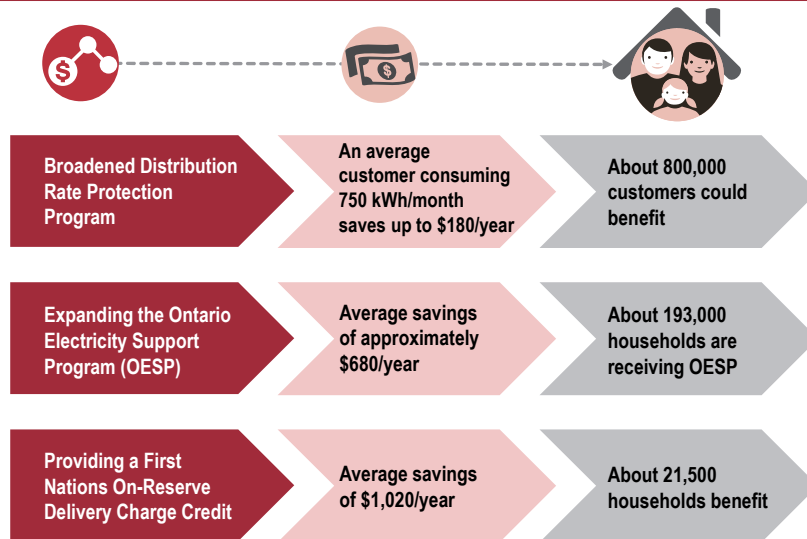 $
$
Broadened Distribution
Rate Protection
Program
An average
customer consuming
750 kWh/month
saves up to $180/year
About 800,000
customers could
benefit
Expanding the Ontario
Electricity Support
Program (OESP)
Average savings
of approximately
$680/year
About 193,000
households are
receiving OESP
Providing a First
Nations On-Reserve
Delivery Charge Credit
Average savings
of $1,020/year
About 21,500
households benefit